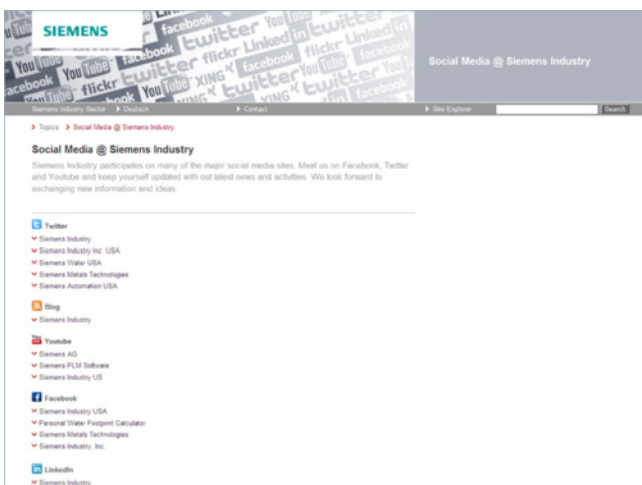 SIEMENS
Social Media @ Siemens Industry
Siemens Industry Sector Deutsch Contact Site Explorer Search
Topics Social Media @ Siemens Industry
Social Media @ Siemens Industry
Siemens Industry participates on many of the major social media sites. Meet us on Facebook, Twitter
and Youtube and keep yourself updated with out latest news and activities. We look forward to
exchanging new information and ideas.
Twitter
Siemens Industry
Siemens Industry Inc. USA
Siemens Water USA
Siemens Metals Technologies
Siemens Automation USA
Blog
Siemens Industry
You
Youtube
Siemens AG
Siemens PLM Software
Siemens Industry US
Facebook
Siemens Industry USA
Personal Water Footprint Calculator
Siemens Metals Technologies
Siemens Industry, Inc.
LinkedIn
Siemens Industry